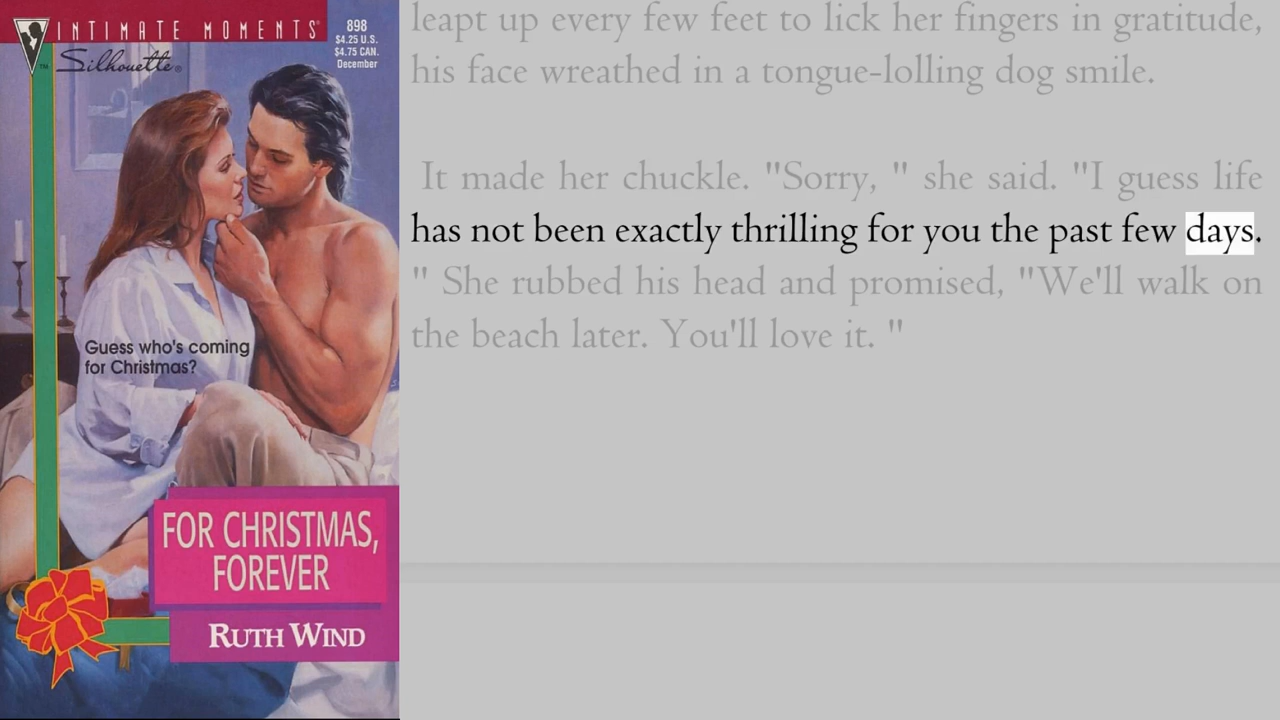 INTIMATE MOMENTS
898
$4.25 U.S.
$4.75 CAN.
December
TM
Silhouette®
Guess who's coming
for Christmas?
FOR CHRISTMAS,
FOREVER
RUTH WIND
leapt up every few feet to lick her fingers in gratitude,
his face wreathed in a tongue-lolling dog smile.
It made her chuckle. "Sorry, " she said. "I guess life
has not been exactly thrilling for you the past few days.
" She rubbed his head and promised, "We'll walk on
the beach later. You'll love it. "